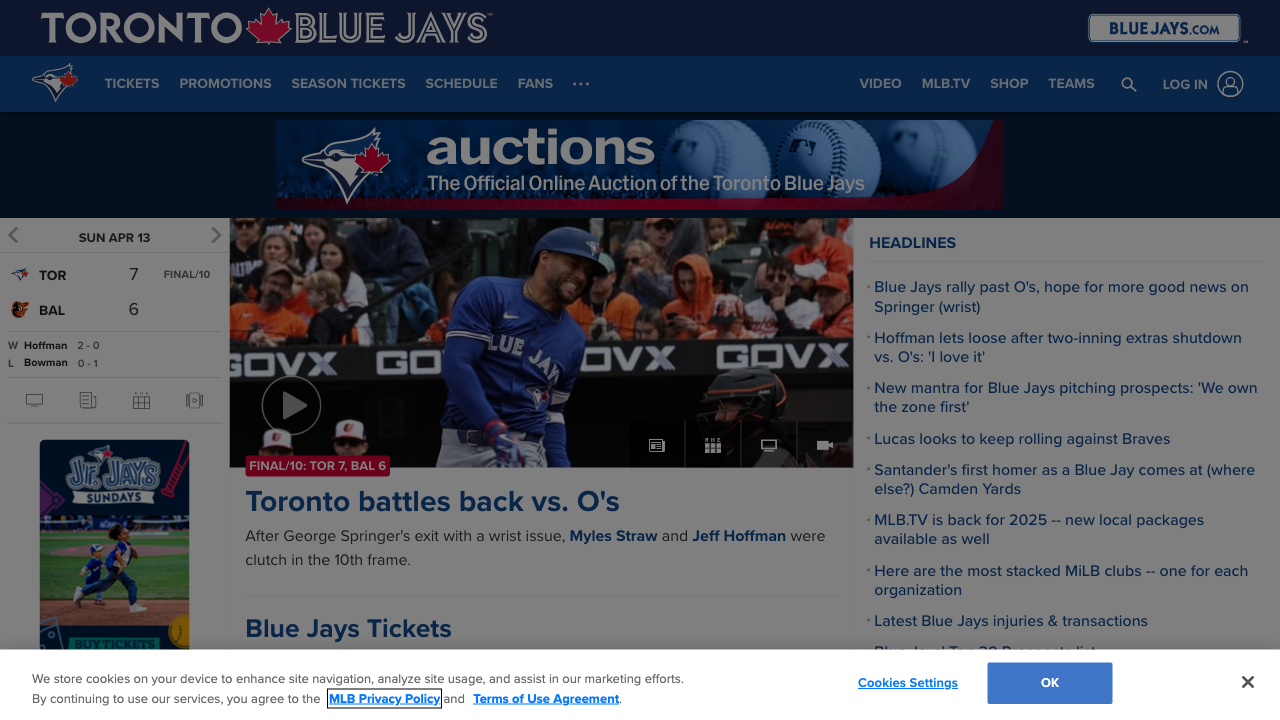 TORONTO BLUE JAYS
BLUEJAYS.COM
TICKETS PROMOTIONS SEASON TICKETS SCHEDULE FANS ...
VIDEO MLB.TV SHOP TEAMS LOG IN
auctions
The Official Online Auction of the Toronto Blue Jays
SUN APR 13
TOR 7 FINAL/10
BAL 6
W Hoffman 2 - 0
L Bowman 0 - 1
JR. JAYS
SUNDAYS
BUY TICKETS
GOVX
BLUE JAYS
OVX
GOVX
FINAL/10: TOR 7, BAL 6
Toronto battles back vs. O's
After George Springer's exit with a wrist issue, Myles Straw and Jeff Hoffman were
clutch in the 10th frame.
Blue Jays Tickets
HEADLINES
Blue Jays rally past O's, hope for more good news on
Springer (wrist)
Hoffman lets loose after two-inning extras shutdown
vs. O's: 'I love it'
New mantra for Blue Jays pitching prospects: 'We own
the zone first'
Lucas looks to keep rolling against Braves
Santander's first homer as a Blue Jay comes at (where
else?) Camden Yards
MLB.TV is back for 2025 -- new local packages
available as well
Here are the most stacked MiLB clubs -- one for each
organization
Latest Blue Jays injuries & transactions
We store cookies on your device to enhance site navigation, analyze site usage, and assist in our marketing efforts.
By continuing to use our services, you agree to the MLB Privacy Policy and Terms of Use Agreement.
Cookies Settings
OK